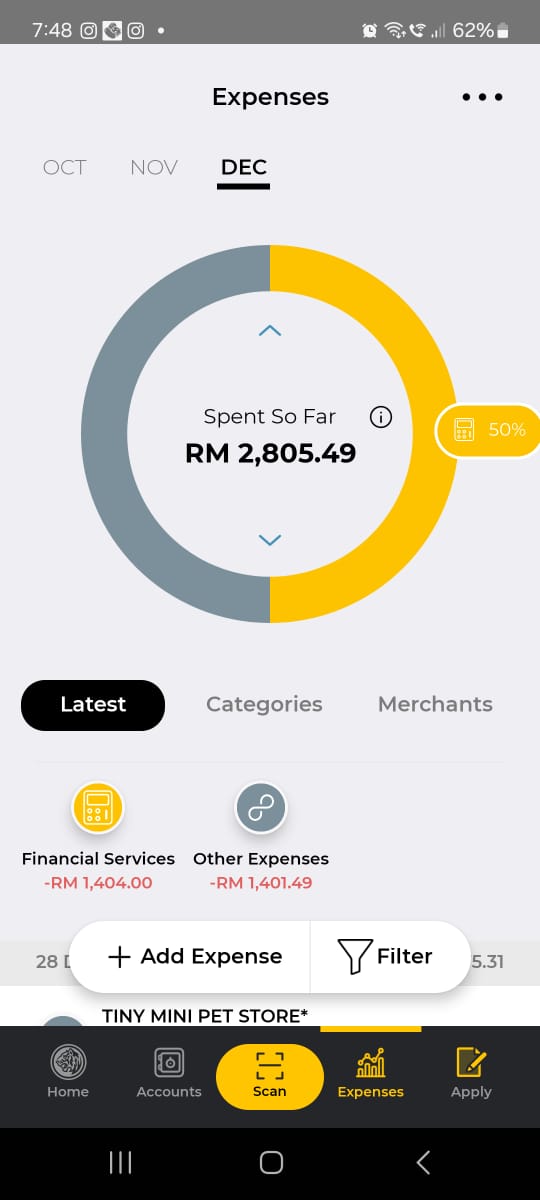 7:48
62%
Expenses
OCT NOV DEC
50%
Spent So Far
RM 2,805.49
Latest Categories Merchants
Financial Services Other Expenses
-RM 1,404.00 -RM 1,401.49
28 5.31
+ Add Expense Filter
TINY MINI PET STORE*
Home Accounts Scan Expenses Apply